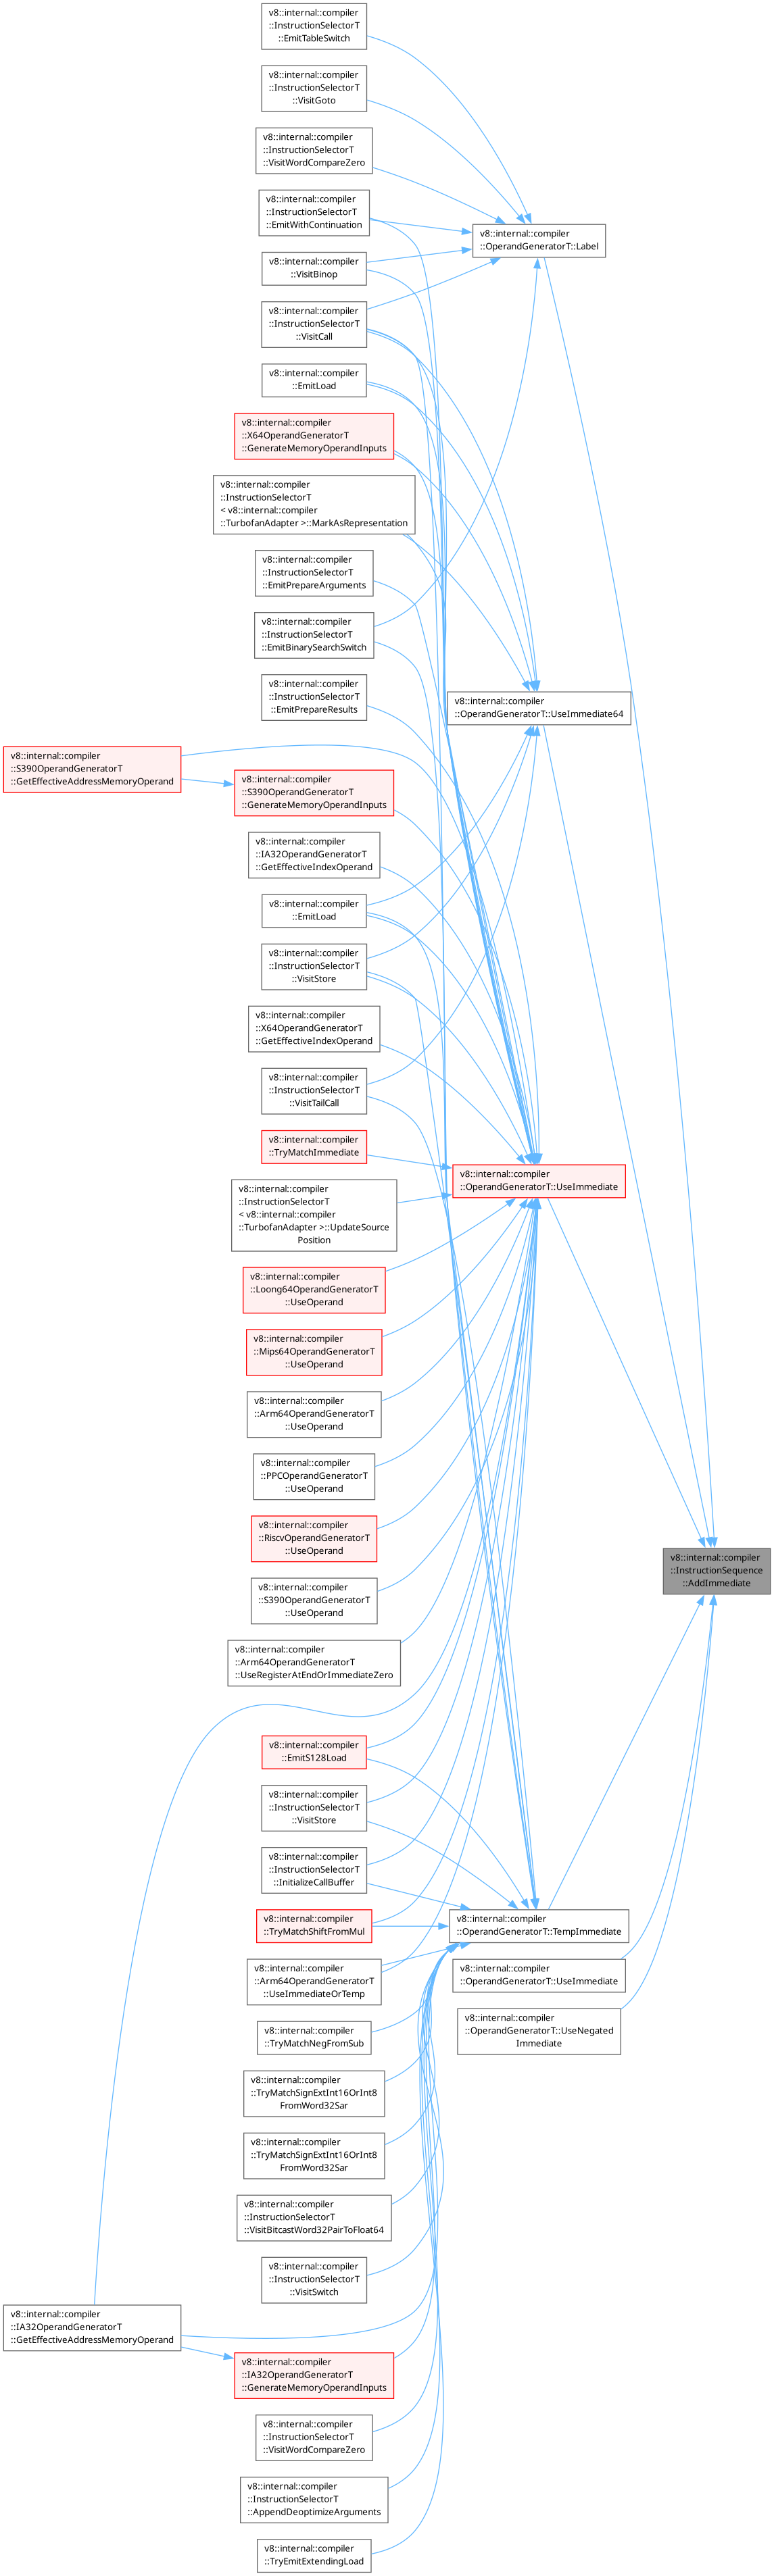 v8::internal::compiler
::InstructionSelectorT
::EmitTableSwitch
v8::internal::compiler
::InstructionSelectorT
::VisitGoto
v8::internal::compiler
::InstructionSelectorT
::VisitWordCompareZero
v8::internal::compiler
::InstructionSelectorT
::EmitWithContinuation
v8::internal::compiler
::OperandGeneratorT::Label
v8::internal::compiler
::VisitBinop
v8::internal::compiler
::InstructionSelectorT
::VisitCall
v8::internal::compiler
::EmitLoad
v8::internal::compiler
::X64OperandGeneratorT
::GenerateMemoryOperandInputs
v8::internal::compiler
::InstructionSelectorT
< v8::internal::compiler
::TurbofanAdapter >::MarkAsRepresentation
v8::internal::compiler
::InstructionSelectorT
::EmitPrepareArguments
v8::internal::compiler
::InstructionSelectorT
::EmitBinarySearchSwitch
v8::internal::compiler
::InstructionSelectorT
::EmitPrepareResults
v8::internal::compiler
::OperandGeneratorT::UseImmediate64
v8::internal::compiler
::S390OperandGeneratorT
::GetEffectiveAddressMemoryOperand
v8::internal::compiler
::S390OperandGeneratorT
::GenerateMemoryOperandInputs
v8::internal::compiler
::IA32OperandGeneratorT
::GetEffectiveIndexOperand
v8::internal::compiler
::EmitLoad
v8::internal::compiler
::InstructionSelectorT
::VisitStore
v8::internal::compiler
::X64OperandGeneratorT
::GetEffectiveIndexOperand
v8::internal::compiler
::InstructionSelectorT
::VisitTailCall
v8::internal::compiler
::TryMatchImmediate
v8::internal::compiler
::OperandGeneratorT::UseImmediate
v8::internal::compiler
::InstructionSelectorT
< v8::internal::compiler
::TurbofanAdapter >::UpdateSource
Position
v8::internal::compiler
::Loong64OperandGeneratorT
::UseOperand
v8::internal::compiler
::Mips64OperandGeneratorT
::UseOperand
v8::internal::compiler
::Arm64OperandGeneratorT
::UseOperand
v8::internal::compiler
::PPCOperandGeneratorT
::UseOperand
v8::internal::compiler
::RiscvOperandGeneratorT
::UseOperand
v8::internal::compiler
::InstructionSequence
::AddImmediate
v8::internal::compiler
::S390OperandGeneratorT
::UseOperand
v8::internal::compiler
::Arm64OperandGeneratorT
::UseRegisterAtEndOrImmediateZero
v8::internal::compiler
::EmitS128Load
v8::internal::compiler
::InstructionSelectorT
::VisitStore
v8::internal::compiler
::InstructionSelectorT
::InitializeCallBuffer
v8::internal::compiler
::TryMatchShiftFromMul
v8::internal::compiler
::OperandGeneratorT::TempImmediate
v8::internal::compiler
::Arm64OperandGeneratorT
::UseImmediateOrTemp
v8::internal::compiler
::OperandGeneratorT::UseImmediate
v8::internal::compiler
::TryMatchNegFromSub
v8::internal::compiler
::OperandGeneratorT::UseNegated
Immediate
v8::internal::compiler
::TryMatchSignExtInt16OrInt8
FromWord32Sar
v8::internal::compiler
::TryMatchSignExtInt16OrInt8
FromWord32Sar
v8::internal::compiler
::InstructionSelectorT
::VisitBitcastWord32PairToFloat64
v8::internal::compiler
::InstructionSelectorT
::VisitSwitch
v8::internal::compiler
::IA32OperandGeneratorT
::GetEffectiveAddressMemoryOperand
v8::internal::compiler
::IA32OperandGeneratorT
::GenerateMemoryOperandInputs
v8::internal::compiler
::InstructionSelectorT
::VisitWordCompareZero
v8::internal::compiler
::InstructionSelectorT
::AppendDeoptimizeArguments
v8::internal::compiler
::TryEmitExtendingLoad